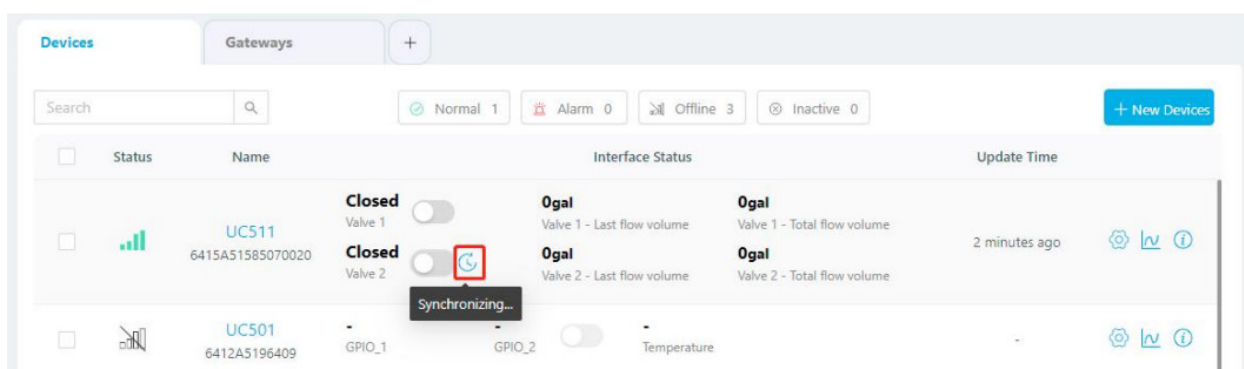 Devices
Gateways
+
Search
Normal 1
Alarm 0
Offline 3
Inactive 0
+ New Devices
Status
Name
Interface Status
Update Time
UC511
6415A51585070020
Closed
Valve 1
0gal
Valve 1 - Last flow volume
0gal
Valve 1 - Total flow volume
Closed
Valve 2
0gal
Valve 2 - Last flow volume
0gal
Valve 2 - Total flow volume
2 minutes ago
Synchronizing...
UC501
6412A5196409
-
GPIO_1
-
GPIO_2
-
Temperature
-